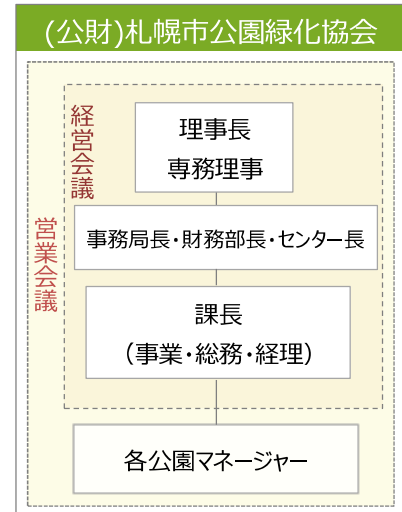 (公財)札幌市公園緑化協会
経営会議
理事長
専務理事
営業会議
事務局長・財務部長・センター長
課長
（事業・総務・経理）
各公園マネージャー